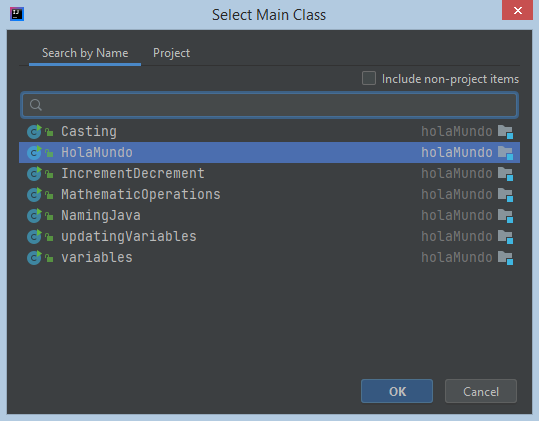 Select Main Class
Search by Name Project
Include non-project items
Casting holaMundo
HolaMundo holaMundo
IncrementDecrement holaMundo
MathematicOperations holaMundo
NamingJava holaMundo
updatingVariables holaMundo
variables holaMundo
OK Cancel